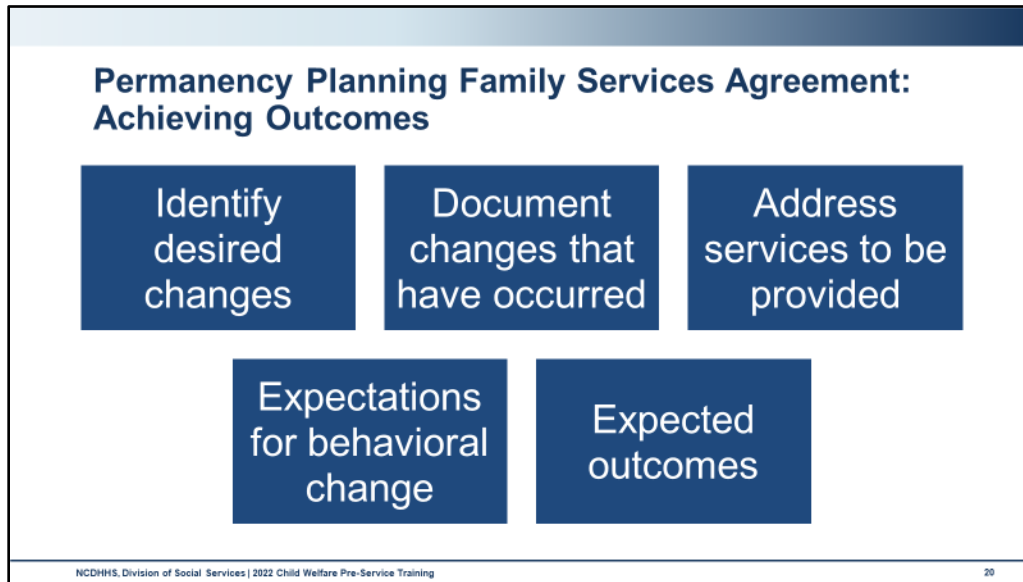 Permanency Planning Family Services Agreement:
Achieving Outcomes
Identify
desired
changes
Document
changes that
have occurred
Address
services to be
provided
Expectations
for behavioral
change
Expected
outcomes
NCDHHS, Division of Social Services | 2022 Child Welfare Pre-Service Training
20